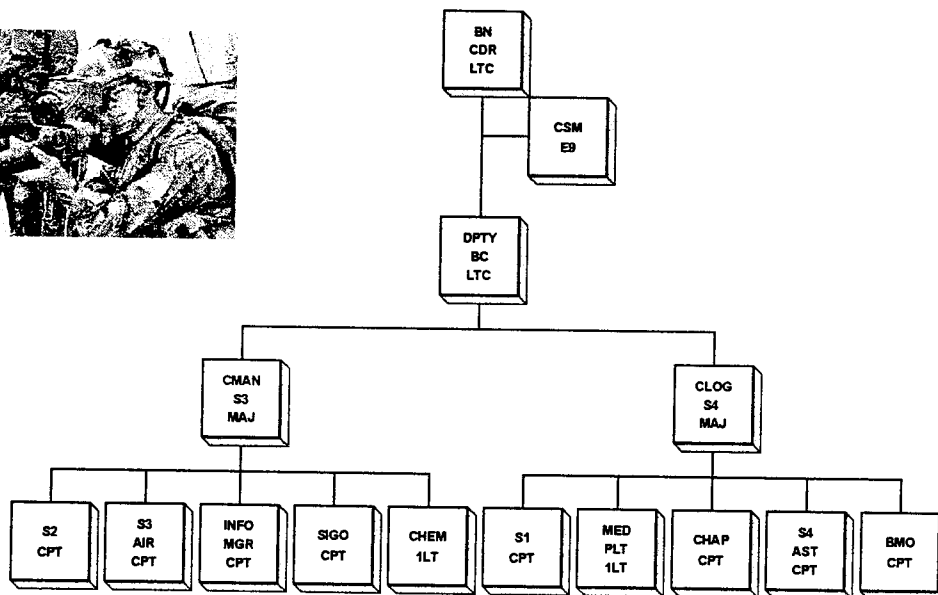 BN
CDR
LTC
CSM
E9
DPTY
BC
LTC
CMAN
S3
MAJ
CLOG
S4
MAJ
S2
CPT
S3
AIR
CPT
INFO
MGR
CPT
SIGO
CPT
CHEM
1LT
S1
CPT
MED
PLT
1LT
CHAP
CPT
S4
AST
CPT
BMO
CPT